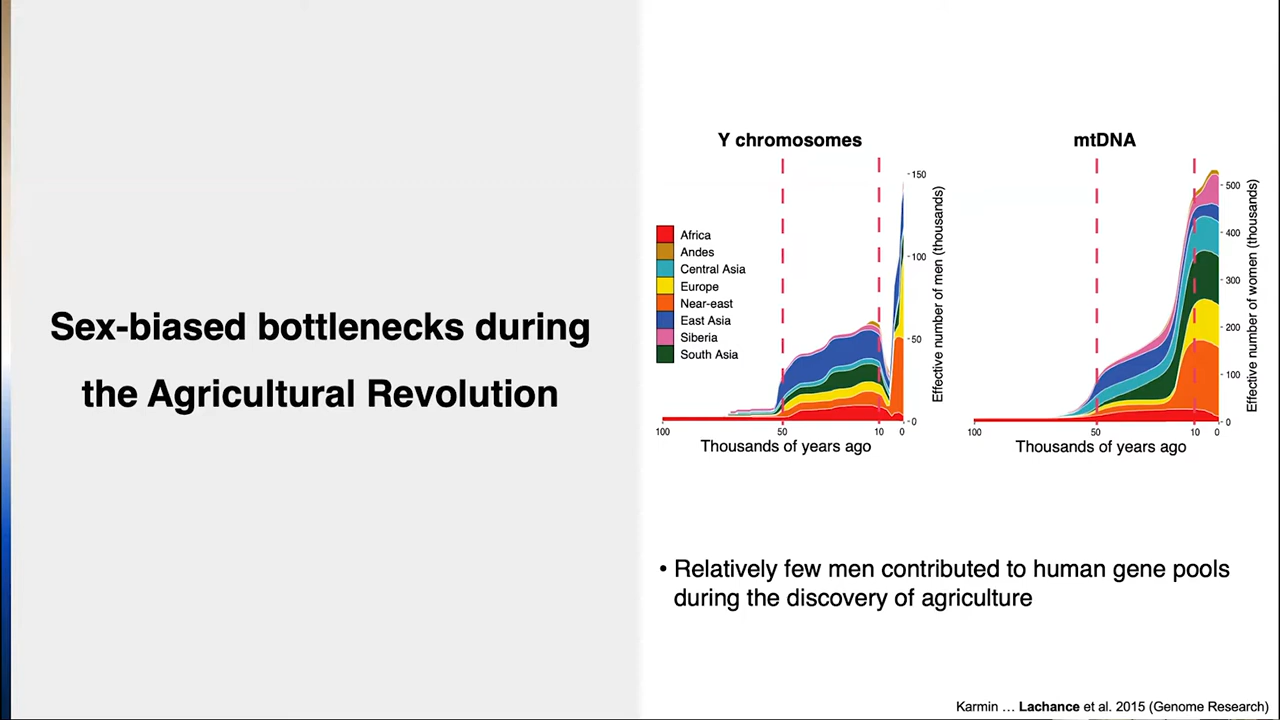 Sex-biased bottlenecks during
the Agricultural Revolution
Y chromosomes
Africa
Andes
Central Asia
Europe
Near-east
East Asia
Siberia
South Asia
150
100
50
0
Effective number of men (thousands)
100
50
10
0
Thousands of years ago
mtDNA
500
400
300
200
100
0
Effective number of women (thousands)
100
50
10
0
Thousands of years ago
• Relatively few men contributed to human gene pools
during the discovery of agriculture
Karmin ... Lachance et al. 2015 (Genome Research)